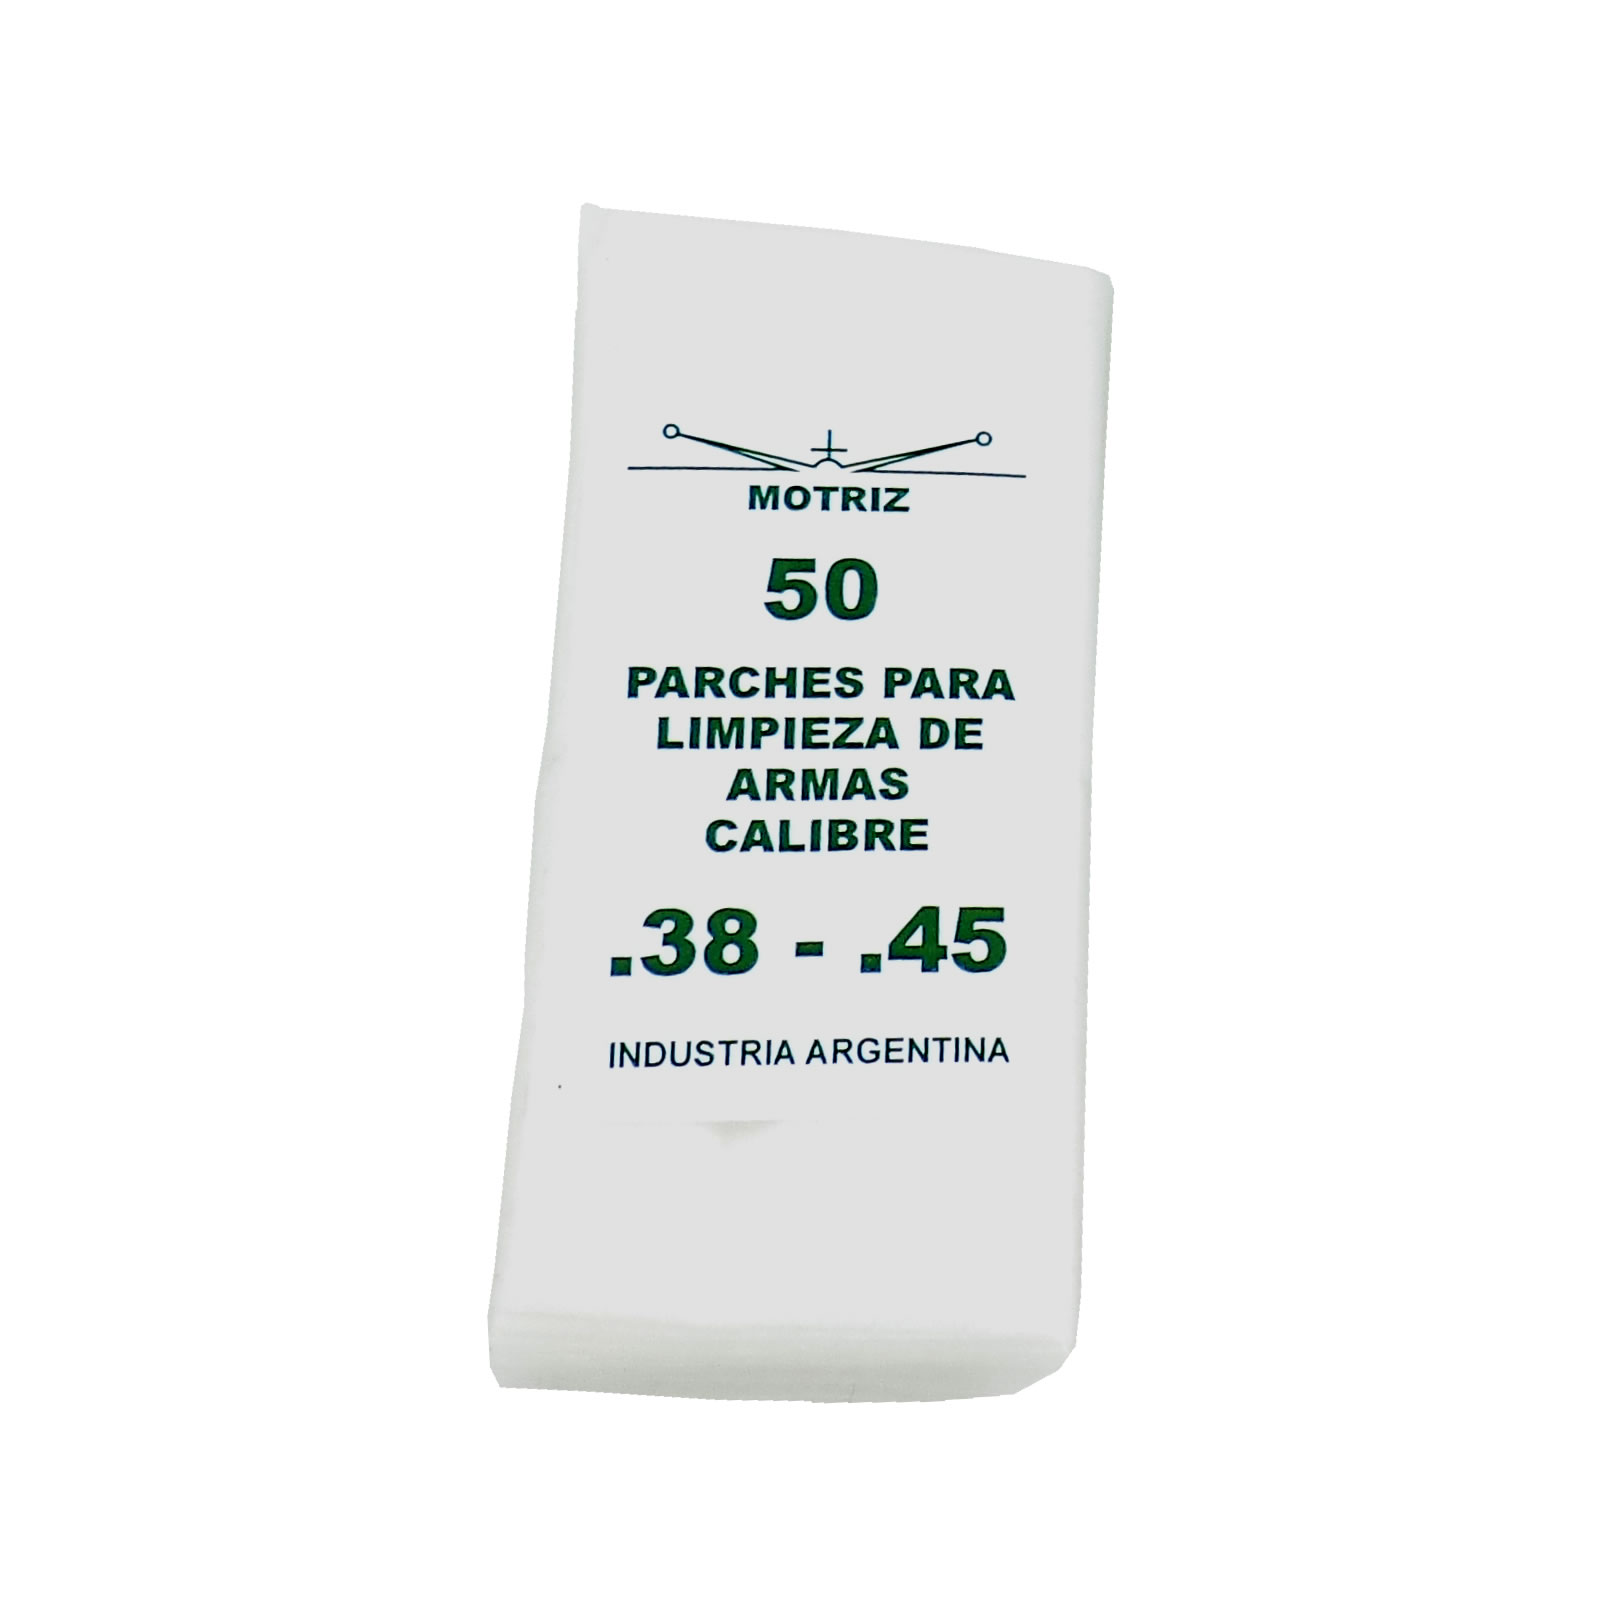 MOTRIZ
50
PARCHES PARA
LIMPIEZA DE
ARMAS
CALIBRE
.38 - .45
INDUSTRIA ARGENTINA